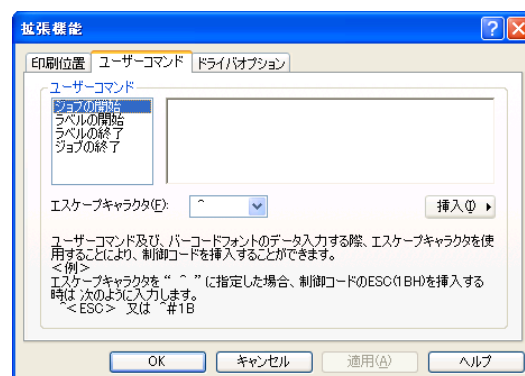 拡張機能
印刷位置 ユーザーコマンド ドライバオプション
ユーザーコマンド
ジョブの開始
ラベルの開始
ラベルの終了
ジョブの終了
エスケープキャラクタ(E): ^ 挿入(I)
ユーザーコマンド及び、バーコードフォントのデータ入力する際、エスケープキャラクタを使
用することにより、制御コードを挿入することができます。
<例>
エスケープキャラクタを“ ^ ”に指定した場合、制御コードのESC(1BH)を挿入する
時は次のように入力します。
^<ESC> 又は ^#1B
OK キャンセル 適用(A) ヘルプ